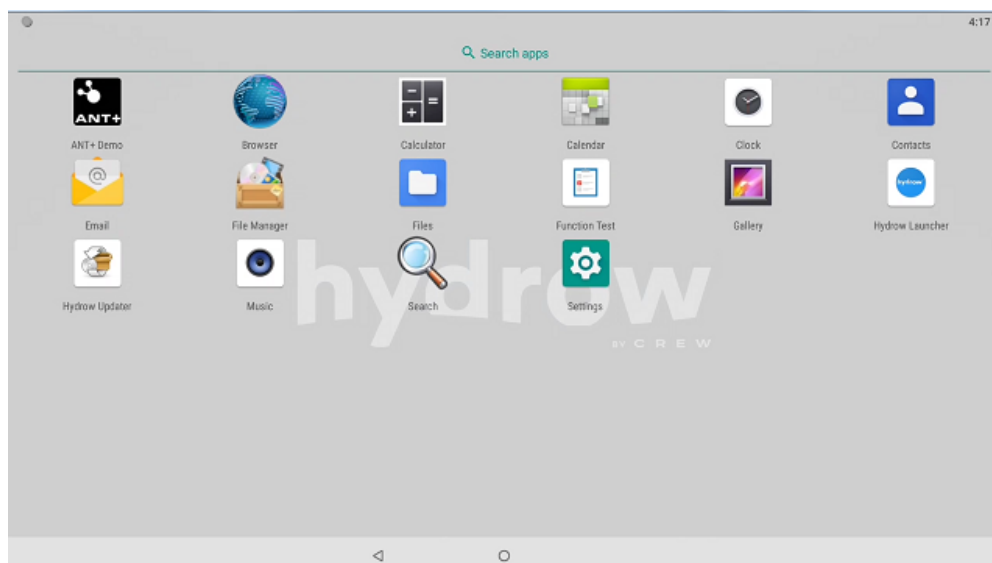 4:17
Search apps
ANT+
ANT+ Demo
Browser
Calculator
Calendar
Clock
Contacts
@
Email
File Manager
Files
Function Test
Gallery
hydrow
Hydrow Launcher
Hydrow Updater
Music
Search
Settings
hydrow
BY CREW